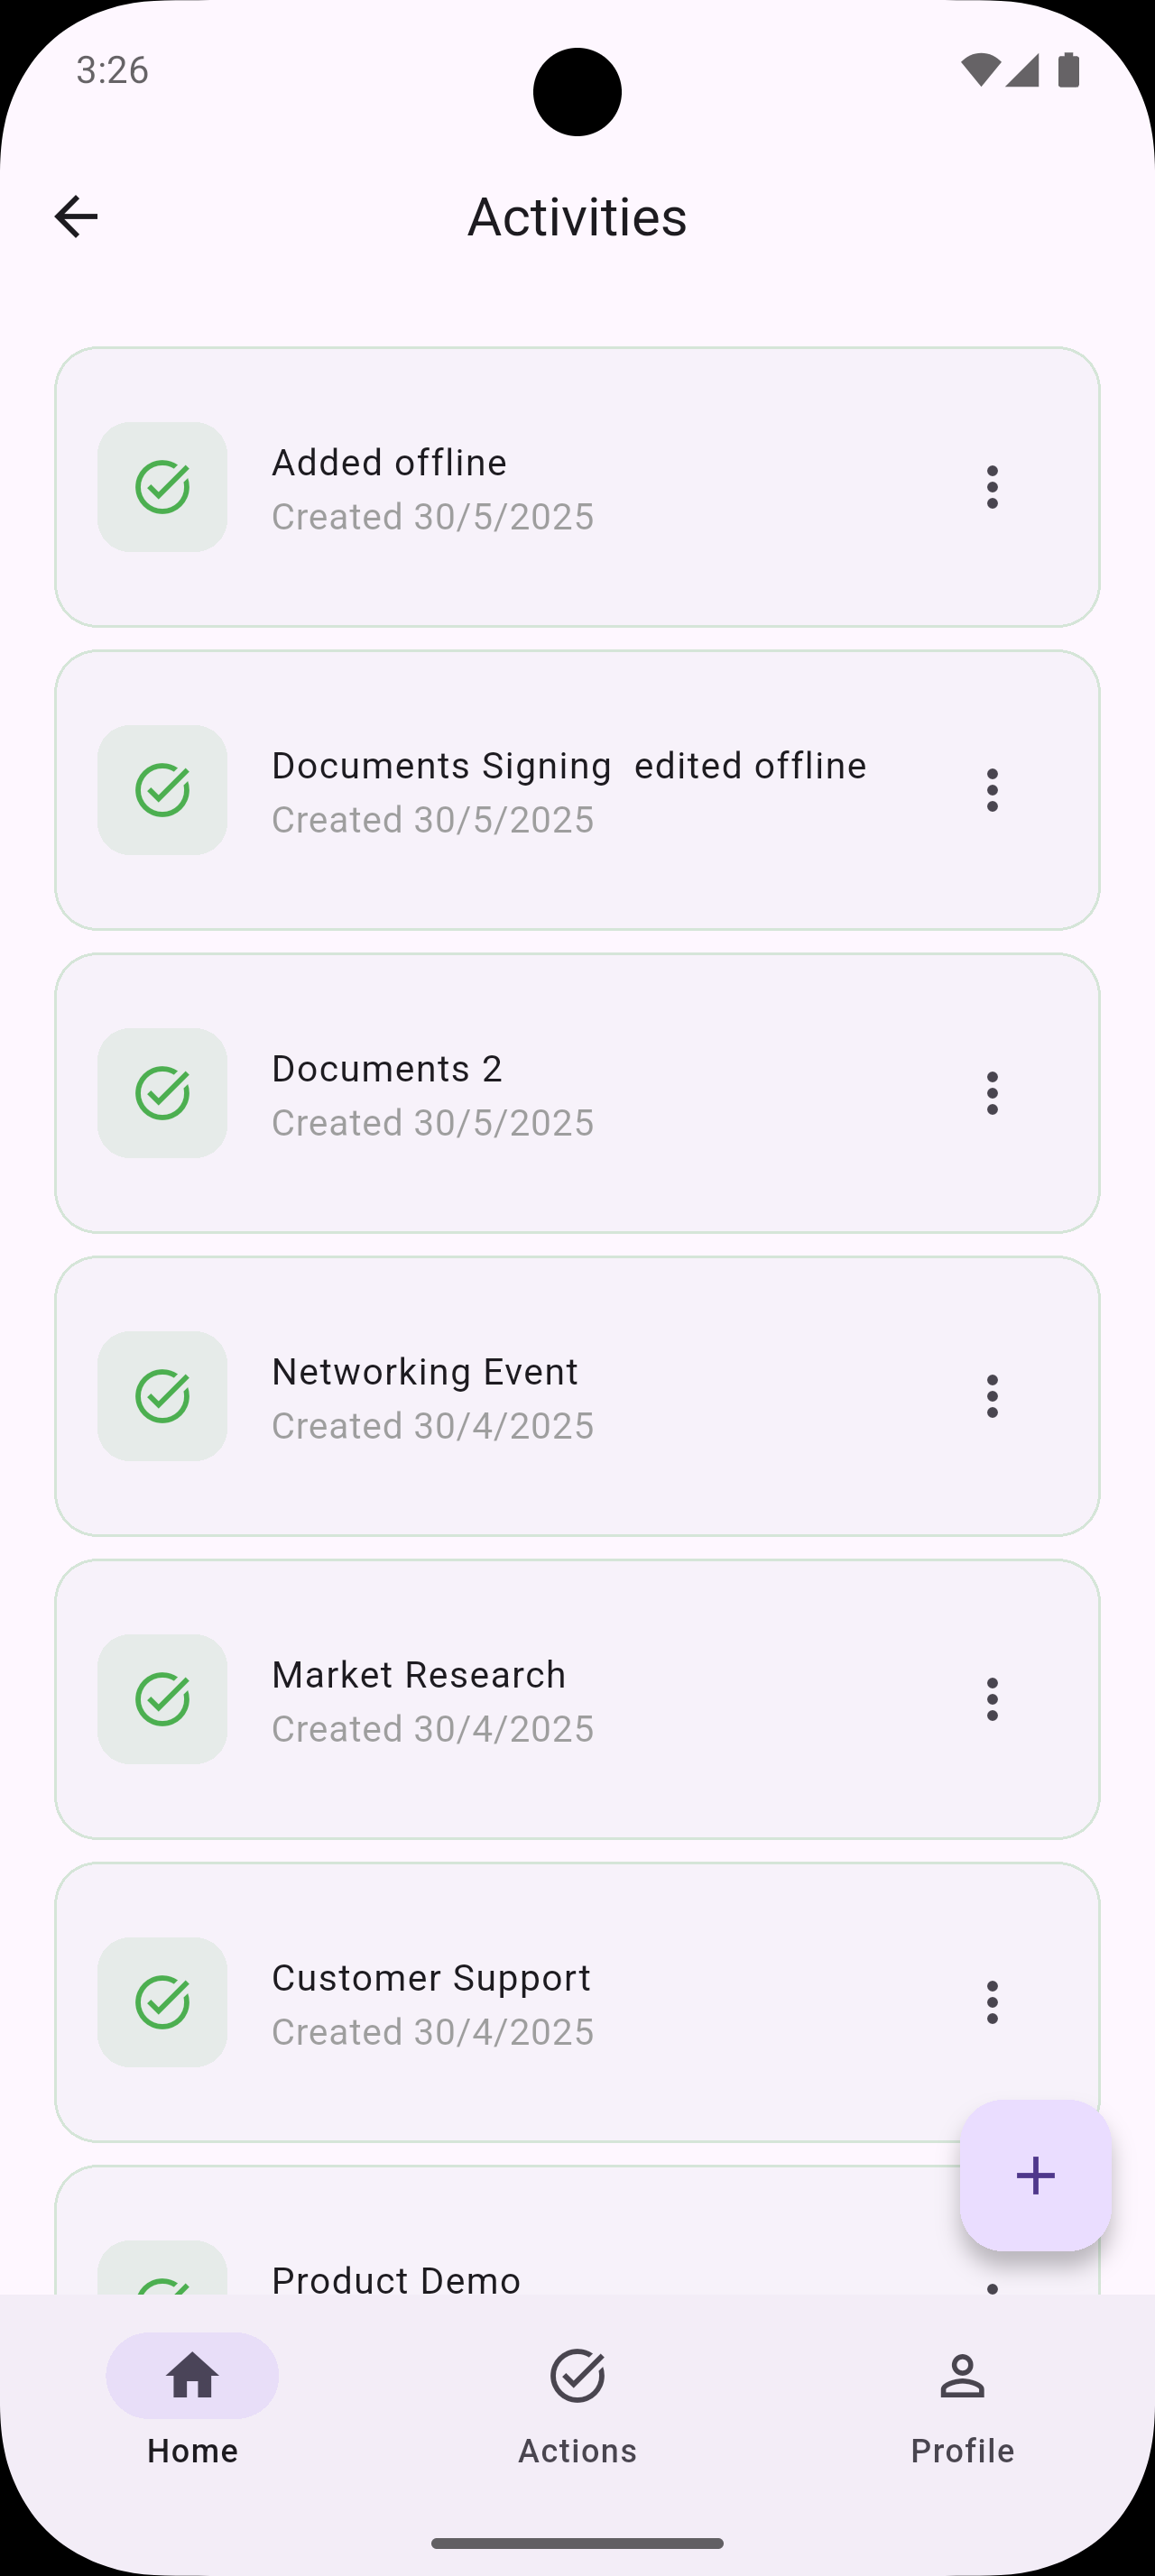 3:26
Activities
Added offline
Created 30/5/2025
Documents Signing  edited offline
Created 30/5/2025
Documents 2
Created 30/5/2025
Networking Event
Created 30/4/2025
Market Research
Created 30/4/2025
Customer Support
Created 30/4/2025
Product Demo
Home
Actions
Profile